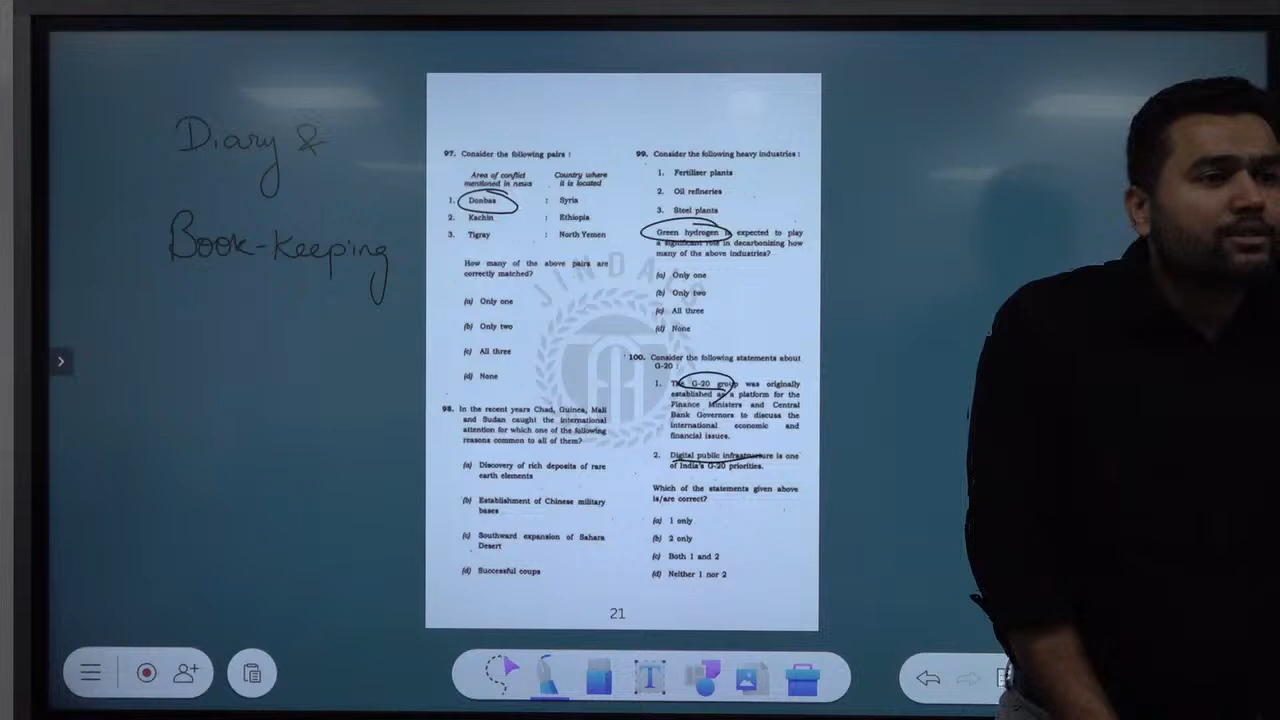 Diary &
Book-Keeping
97. Consider the following pairs :
Area of conflict mentioned in news
Country where it is located
1. Donbas : Syria
2. Kachin : Ethiopia
3. Tigray : North Yemen
How many of the above pairs are
correctly matched?
(a) Only one
(b) Only two
(c) All three
(d) None
98. In the recent years Chad, Guinea, Mali
and Sudan caught the international
attention for which one of the following
reasons common to all of them?
(a) Discovery of rich deposits of rare
earth elements
(b) Establishment of Chinese military
bases
(c) Southward expansion of Sahara
Desert
(d) Successful coups
99. Consider the following heavy industries :
1. Fertiliser plants
2. Oil refineries
3. Steel plants
Green hydrogen is expected to play
a significant role in decarbonizing how
many of the above industries?
(a) Only one
(b) Only two
(c) All three
(d) None
100. Consider the following statements about
G-20 :
1. The G-20 group was originally
established as a platform for the
Finance Ministers and Central
Bank Governors to discuss the
international economic and
financial issues.
2. Digital public infrastructure is one
of India's G-20 priorities.
Which of the statements given above
is/are correct?
(a) 1 only
(b) 2 only
(c) Both 1 and 2
(d) Neither 1 nor 2
21
T